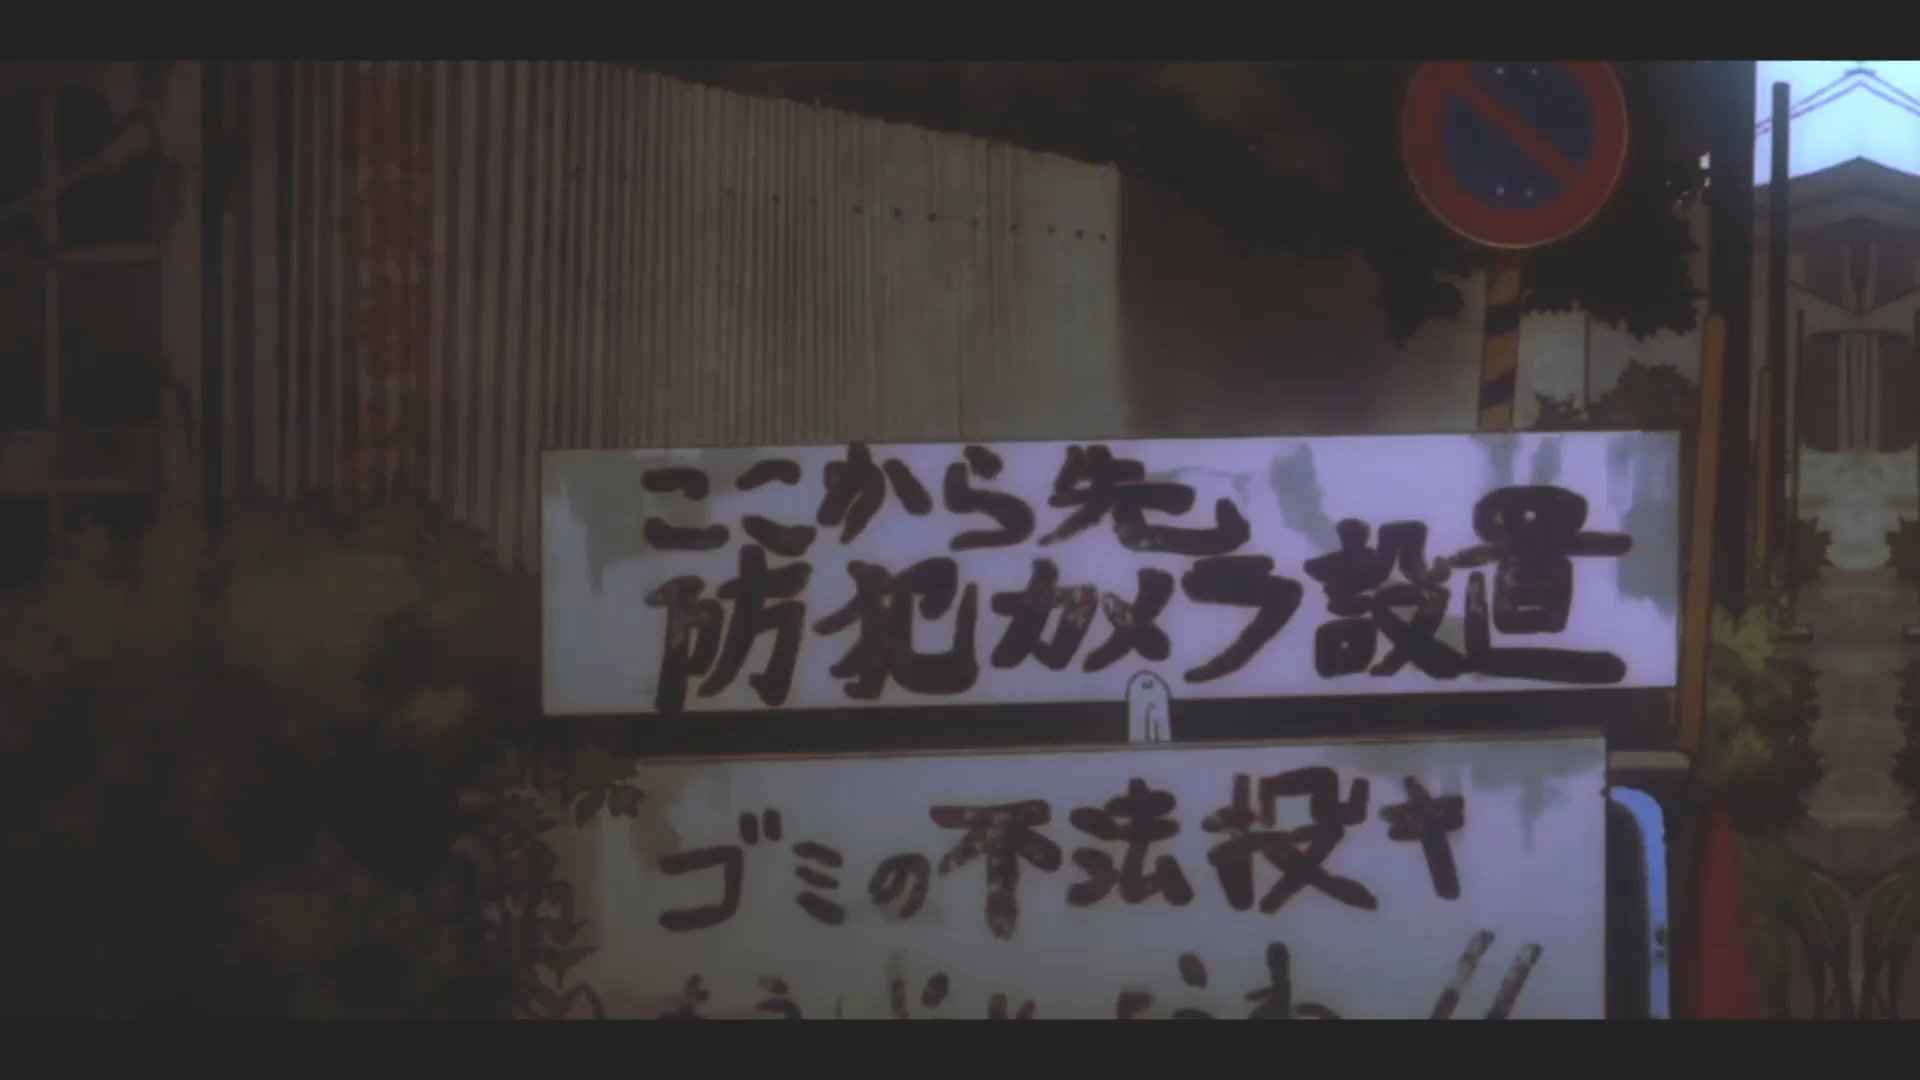 ここから先
防犯カメラ設置
ゴミの不法投キ